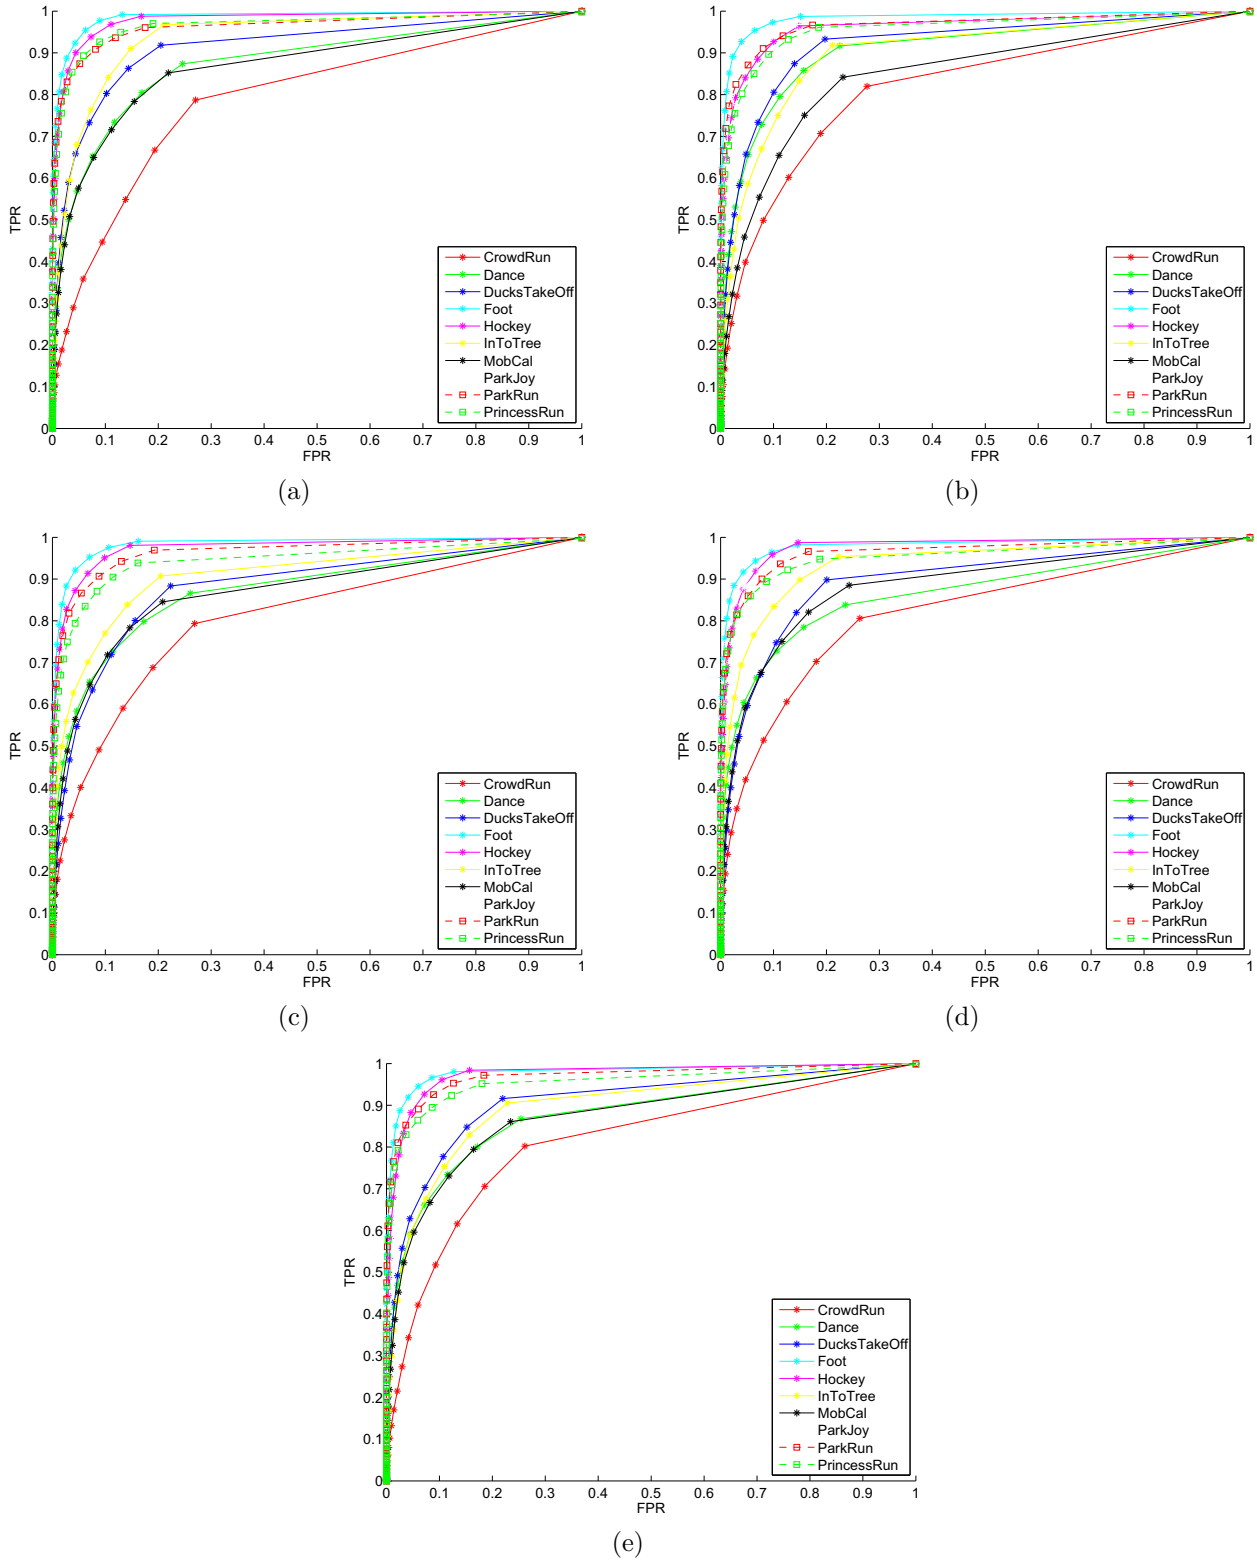 1
0.9
0.8
0.7
0.6
0.5
0.4
0.3
0.2
0.1
0
TPR
0 0.1 0.2 0.3 0.4 0.5 0.6 0.7 0.8 0.9 1
FPR
CrowdRun
Dance
DucksTakeOff
Foot
Hockey
InToTree
MobCal
ParkJoy
ParkRun
PrincessRun
(a)
1
0.9
0.8
0.7
0.6
0.5
0.4
0.3
0.2
0.1
0
TPR
0 0.1 0.2 0.3 0.4 0.5 0.6 0.7 0.8 0.9 1
FPR
CrowdRun
Dance
DucksTakeOff
Foot
Hockey
InToTree
MobCal
ParkJoy
ParkRun
PrincessRun
(b)
1
0.9
0.8
0.7
0.6
0.5
0.4
0.3
0.2
0.1
0
TPR
0 0.1 0.2 0.3 0.4 0.5 0.6 0.7 0.8 0.9 1
FPR
CrowdRun
Dance
DucksTakeOff
Foot
Hockey
InToTree
MobCal
ParkJoy
ParkRun
PrincessRun
(c)
1
0.9
0.8
0.7
0.6
0.5
0.4
0.3
0.2
0.1
0
TPR
0 0.1 0.2 0.3 0.4 0.5 0.6 0.7 0.8 0.9 1
FPR
CrowdRun
Dance
DucksTakeOff
Foot
Hockey
InToTree
MobCal
ParkJoy
ParkRun
PrincessRun
(d)
1
0.9
0.8
0.7
0.6
0.5
0.4
0.3
0.2
0.1
0
TPR
0 0.1 0.2 0.3 0.4 0.5 0.6 0.7 0.8 0.9 1
FPR
CrowdRun
Dance
DucksTakeOff
Foot
Hockey
InToTree
MobCal
ParkJoy
ParkRun
PrincessRun
(e)